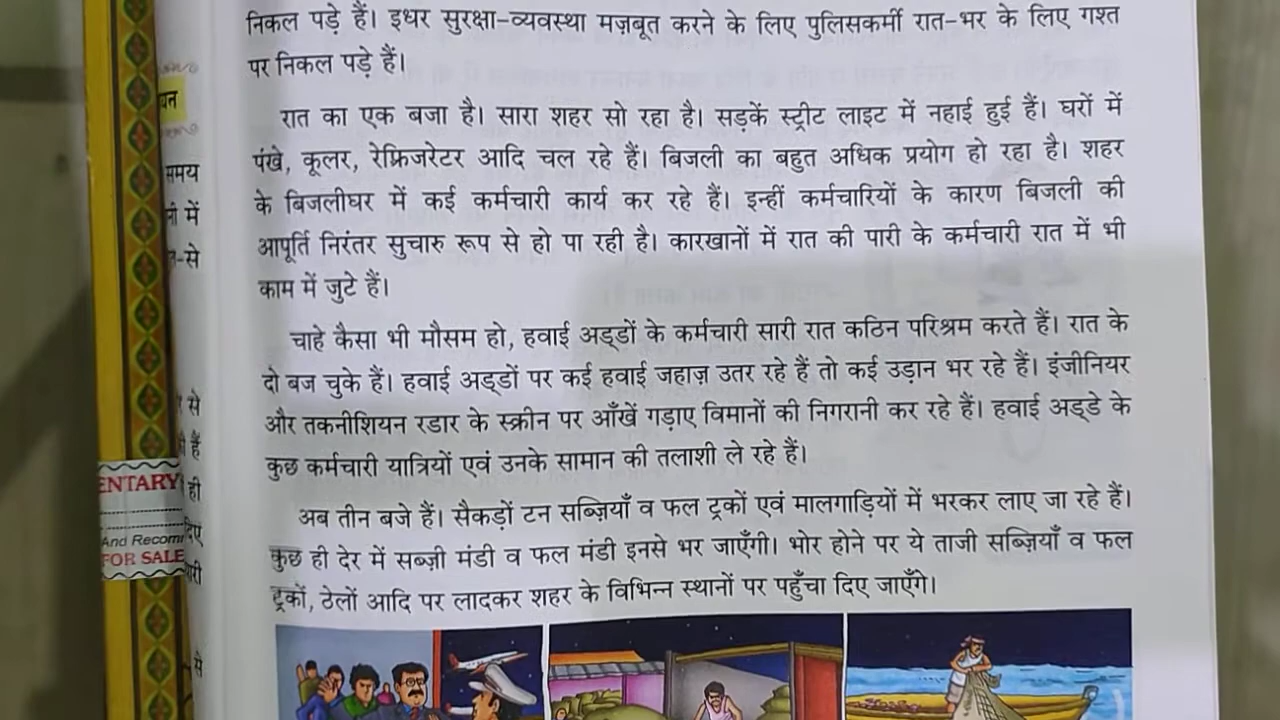 निकल पड़े हैं। इधर सुरक्षा-व्यवस्था मज़बूत करने के लिए पुलिसकर्मी रात-भर के लिए गश्त
पर निकल पड़े हैं।
रात का एक बजा है। सारा शहर सो रहा है। सड़कें स्ट्रीट लाइट में नहाई हुई हैं। घरों में
पंखे, कूलर, रेफ्रिजरेटर आदि चल रहे हैं। बिजली का बहुत अधिक प्रयोग हो रहा है। शहर
के बिजलीघर में कई कर्मचारी कार्य कर रहे हैं। इन्हीं कर्मचारियों के कारण बिजली की
आपूर्ति निरंतर सुचारु रूप से हो पा रही है। कारखानों में रात की पारी के कर्मचारी रात में भी
काम में जुटे हैं।
चाहे कैसा भी मौसम हो, हवाई अड्डों के कर्मचारी सारी रात कठिन परिश्रम करते हैं। रात के
दो बज चुके हैं। हवाई अड्डों पर कई हवाई जहाज़ उतर रहे हैं तो कई उड़ान भर रहे हैं। इंजीनियर
और तकनीशियन रडार के स्क्रीन पर आँखें गड़ाए विमानों की निगरानी कर रहे हैं। हवाई अड्डे के
कुछ कर्मचारी यात्रियों एवं उनके सामान की तलाशी ले रहे हैं।
अब तीन बजे हैं। सैकड़ों टन सब्ज़ियाँ व फल ट्रकों एवं मालगाड़ियों में भरकर लाए जा रहे हैं।
कुछ ही देर में सब्ज़ी मंडी व फल मंडी इनसे भर जाएँगी। भोर होने पर ये ताजी सब्ज़ियाँ व फल
ट्रकों, ठेलों आदि पर लादकर शहर के विभिन्न स्थानों पर पहुँचा दिए जाएँगे।
समय
में
से
से
हैं
ही
से
ENTARY
And Recom
FOR SALE